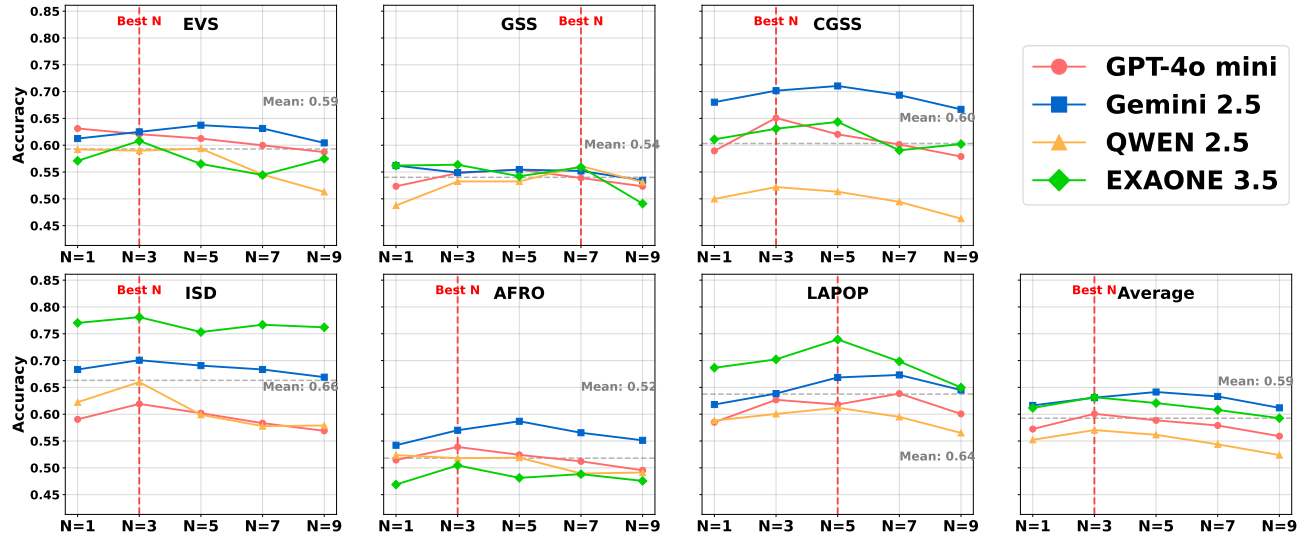 Best N EVS
Mean: 0.59
Accuracy
0.85
0.80
0.75
0.70
0.65
0.60
0.55
0.50
0.45
N=1 N=3 N=5 N=7 N=9
GSS Best N
Mean: 0.54
N=1 N=3 N=5 N=7 N=9
Best N CGSS
Mean: 0.60
N=1 N=3 N=5 N=7 N=9
GPT-4o mini
Gemini 2.5
QWEN 2.5
EXAONE 3.5
Best N ISD
Mean: 0.66
Accuracy
0.85
0.80
0.75
0.70
0.65
0.60
0.55
0.50
0.45
N=1 N=3 N=5 N=7 N=9
Best N AFRO
Mean: 0.52
N=1 N=3 N=5 N=7 N=9
LAPOP
Mean: 0.64
N=1 N=3 N=5 N=7 N=9
Best N Average
Mean: 0.59
N=1 N=3 N=5 N=7 N=9